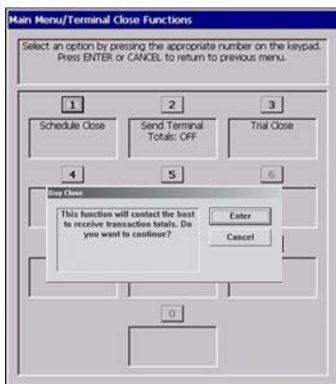 Main Menu/Terminal Close Functions
Select an option by pressing the appropriate number on the keypad.
Press ENTER or CANCEL to return to previous menu.
1 2 3
Schedule Close Send Terminal Trial Close
Totals: OFF
4 5 6
Day Close
This function will contact the host
to receive transaction totals. Do
you want to continue?
Enter
Cancel
0